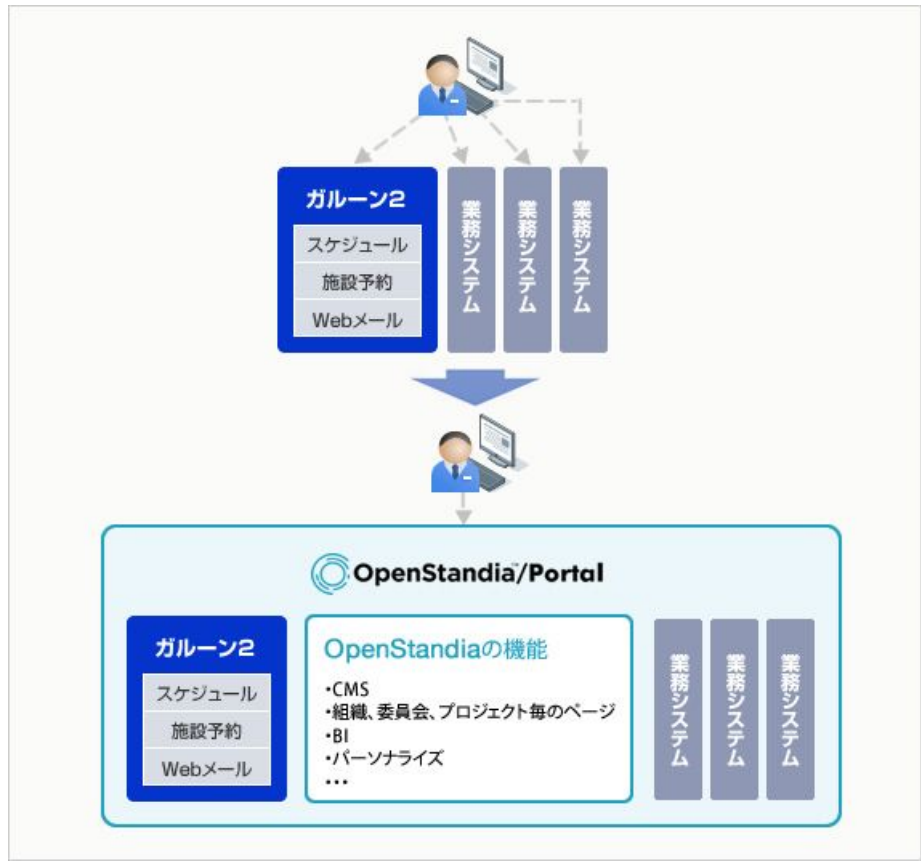 ガルーン2
スケジュール
施設予約
Webメール
業務システム
業務システム
業務システム
OpenStandia™/Portal
ガルーン2
スケジュール
施設予約
Webメール
OpenStandiaの機能
・CMS
・組織、委員会、プロジェクト毎のページ
・BI
・パーソナライズ
・・・
業務システム
業務システム
業務システム